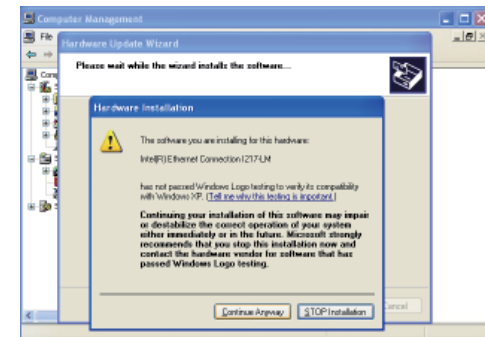 Computer Management
File
Hardware Update Wizard
Please wait while the wizard installs the software...
Hardware Installation
The software you are installing for this hardware:
Intel(R) Ethernet Connection I217-LM
has not passed Windows Logo testing to verify its compatibility
with Windows XP. (Tell me why this testing is important.)
Continuing your installation of this software may impair
or destabilize the correct operation of your system
either immediately or in the future. Microsoft strongly
recommends that you stop this installation now and
contact the hardware vendor for software that has
passed Windows Logo testing.
Continue Anyway
STOP Installation
Cancel